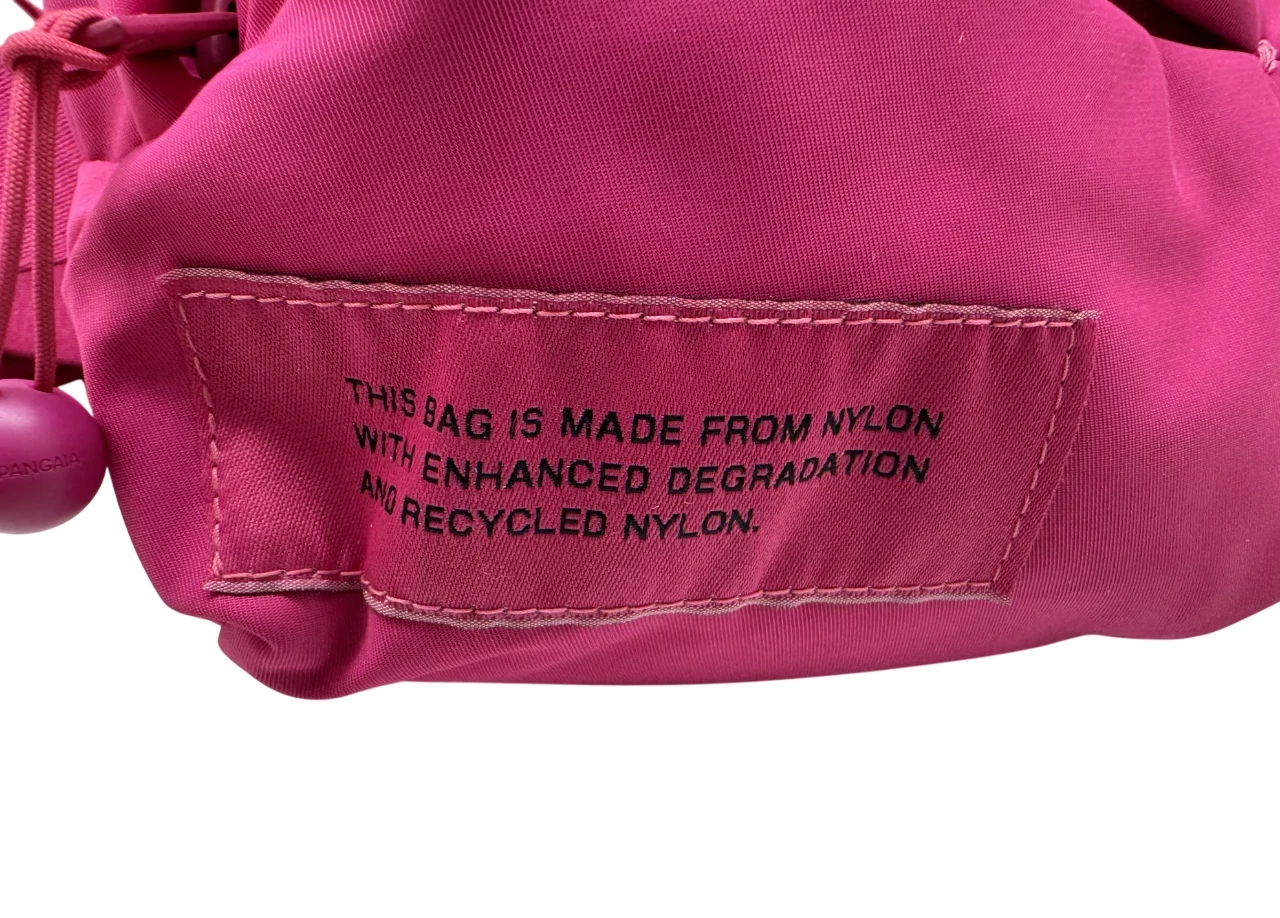 THIS BAG IS MADE FROM NYLON
WITH ENHANCED DEGRADATION
AND RECYCLED NYLON.
PANGAIA